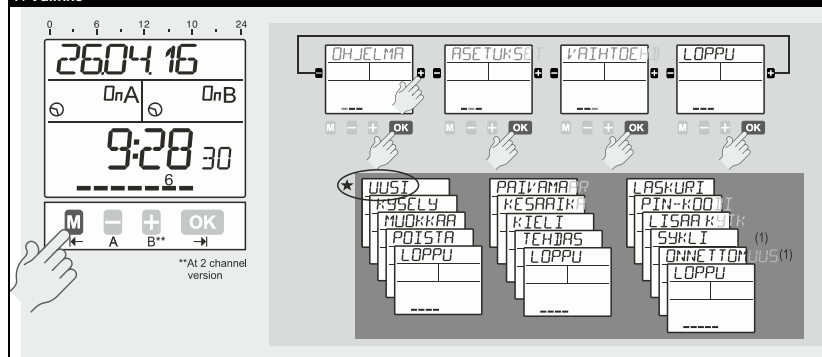 0 . 6 . 12 . 10 . 24
26.04.16
OnA OnB
9:28 30
6
M − + OK
A B**
**At 2 channel
version
OHJELMA ASETUKSET VAIHTOEHD LOPPU
M − + OK M − + OK M − + OK M − + OK
★ UUSI
KYSELY
MUOKKAA
POISTA
LOPPU
PAIVAMAAR
KESAAIKA
KIELI
TEHDAS
LOPPU
LASKURI
PIN-KOODI
LISAA KYTK
SYKLI (1)
ONNETTOMUUS (1)
LOPPU